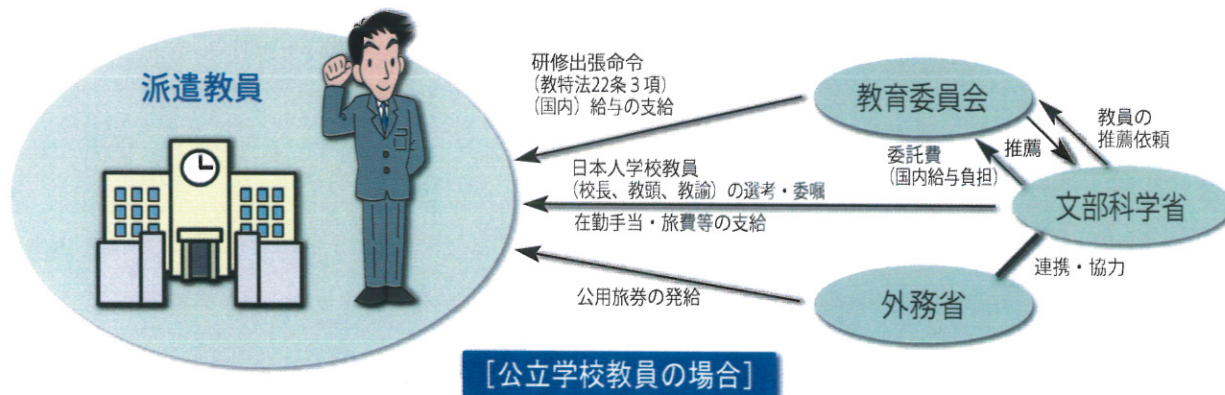 派遣教員
研修出張命令
(教特法22条3項)
(国内)給与の支給
教育委員会
教員の
推薦依頼
推薦
委託費
(国内給与負担)
日本人学校教員
(校長、教頭、教諭)の選考・委嘱
在勤手当・旅費等の支給
文部科学省
連携・協力
公用旅券の発給
外務省
[公立学校教員の場合]